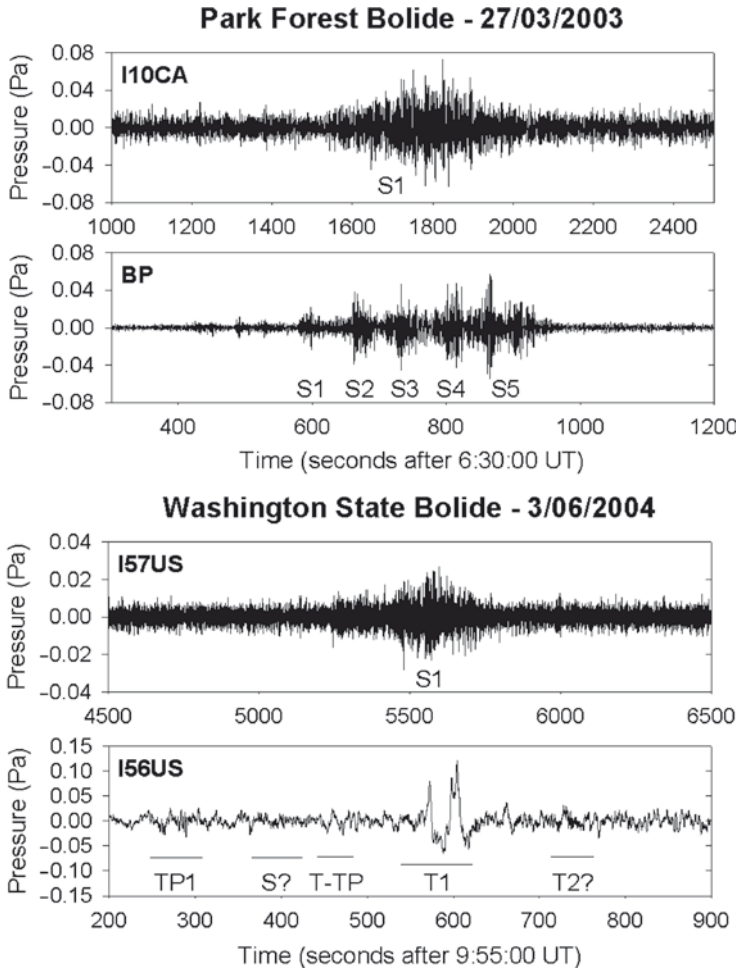 Park Forest Bolide - 27/03/2003
Pressure (Pa)
0.08
0.04
0.00
-0.04
-0.08
I10CA
S1
1000 1200 1400 1600 1800 2000 2200 2400
Pressure (Pa)
0.08
0.04
0.00
-0.04
-0.08
BP
S1 S2 S3 S4 S5
400 600 800 1000 1200
Time (seconds after 6:30:00 UT)
Washington State Bolide - 3/06/2004
Pressure (Pa)
0.04
0.02
0.00
-0.02
-0.04
I57US
S1
4500 5000 5500 6000 6500
Pressure (Pa)
0.15
0.10
0.05
0.00
-0.05
-0.10
-0.15
I56US
TP1 S? T-TP T1 T2?
200 300 400 500 600 700 800 900
Time (seconds after 9:55:00 UT)